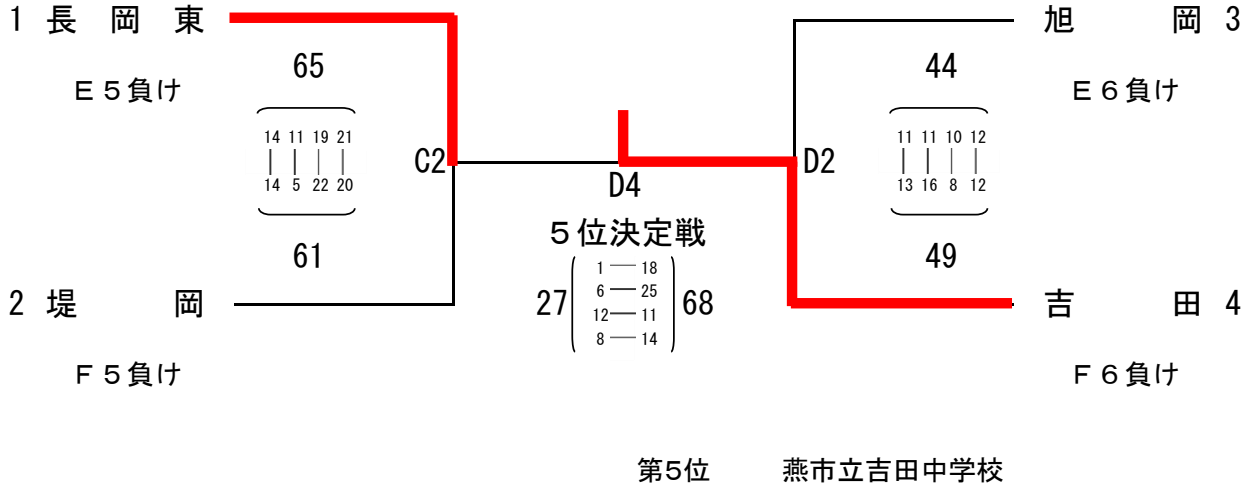 1 長 岡 東
旭 岡 3
65
44
E5負け
E6負け
14 11 19 21
11 11 10 12
C2
D2
14 5 22 20
13 16 8 12
D4
5位決定戦
61
49
1 18
6 25
27 68
12 11
8 14
2 堤 岡
吉 田 4
F5負け
F6負け
第5位 燕市立吉田中学校